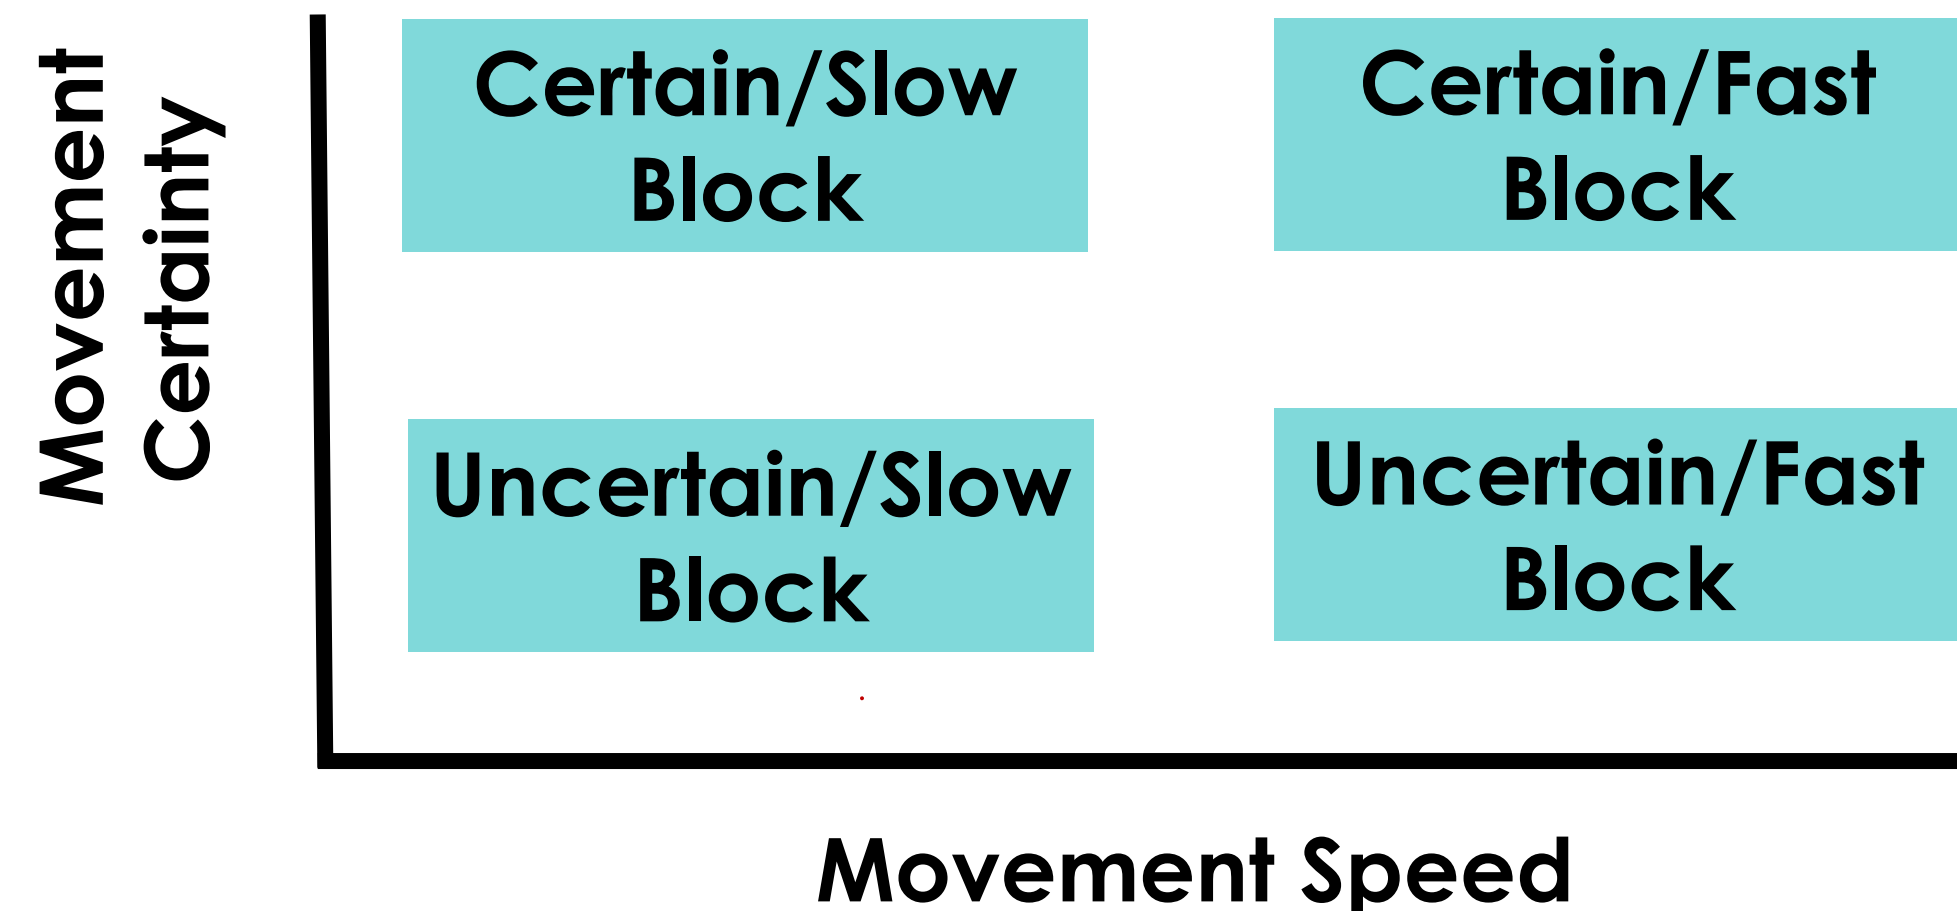 Movement
Certainty
Certain/Slow
Block
Certain/Fast
Block
Uncertain/Slow
Block
Uncertain/Fast
Block
Movement Speed